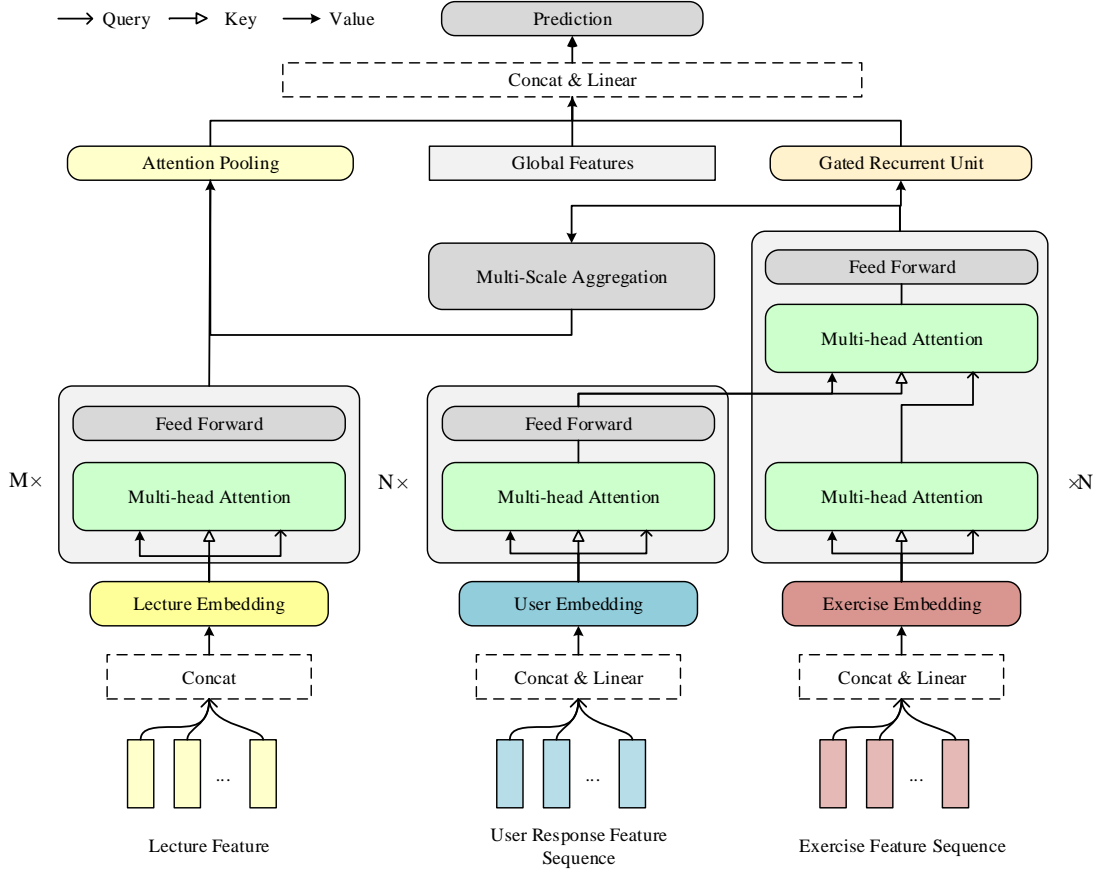 Query Key Value
Prediction
Concat & Linear
Attention Pooling
Global Features
Gated Recurrent Unit
Multi-Scale Aggregation
Feed Forward
Multi-head Attention
Feed Forward
Feed Forward
M×
Multi-head Attention
N×
Multi-head Attention
Multi-head Attention
×N
Lecture Embedding
User Embedding
Exercise Embedding
Concat
Concat & Linear
Concat & Linear
...
...
...
Lecture Feature
User Response Feature
Sequence
Exercise Feature Sequence